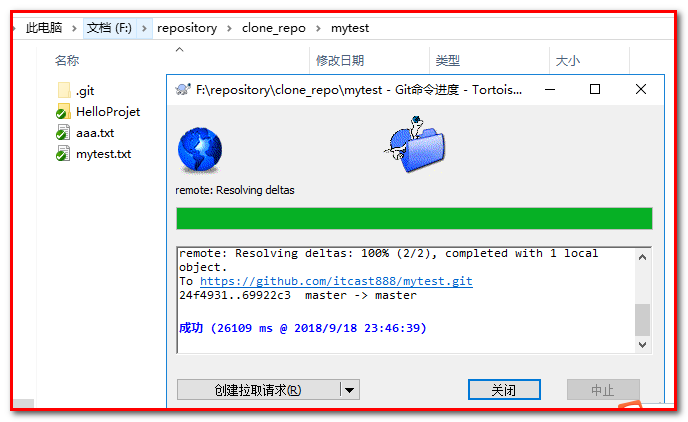 此电脑 > 文档 (F:) > repository > clone_repo > mytest
名称 修改日期 类型 大小
.git
HelloProjet
aaa.txt
mytest.txt
F:\repository\clone_repo\mytest - Git命令进度 - Tortois...
remote: Resolving deltas
remote: Resolving deltas: 100% (2/2), completed with 1 local
object.
To https://github.com/itcast888/mytest.git
24f4931..69922c3 master -> master
成功 (26109 ms @ 2018/9/18 23:46:39)
创建拉取请求(R) 关闭 中止